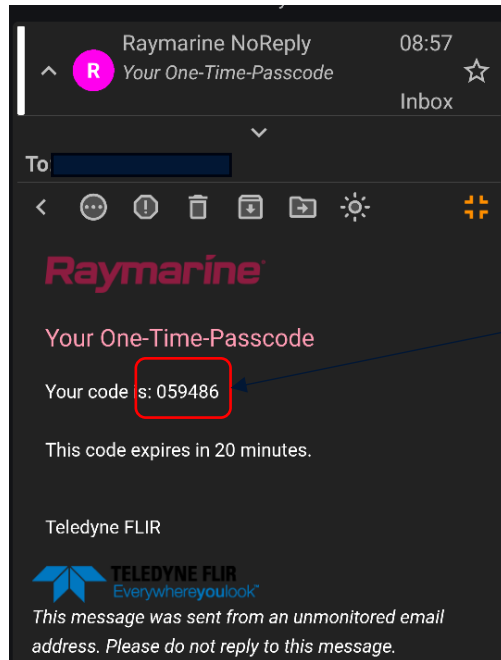 Raymarine NoReply 08:57
R
Your One-Time-Passcode
Inbox
To
Raymarine
Your One-Time-Passcode
Your code is: 059486
This code expires in 20 minutes.
Teledyne FLIR
TELEDYNE FLIR
Everywhereyoulook™
This message was sent from an unmonitored email
address. Please do not reply to this message.